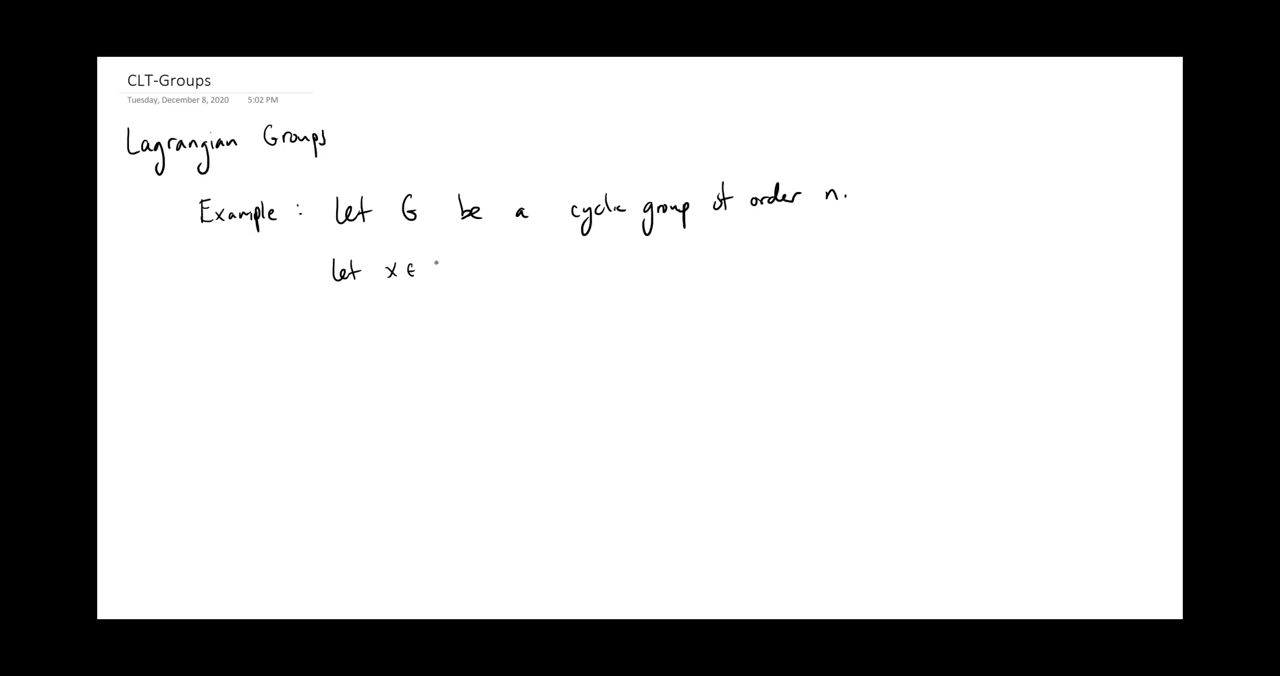 CLT-Groups
Tuesday, December 8, 2020 5:02 PM
Lagrangian Groups
Example : Let G be a cyclic group of order n.
Let x ∈